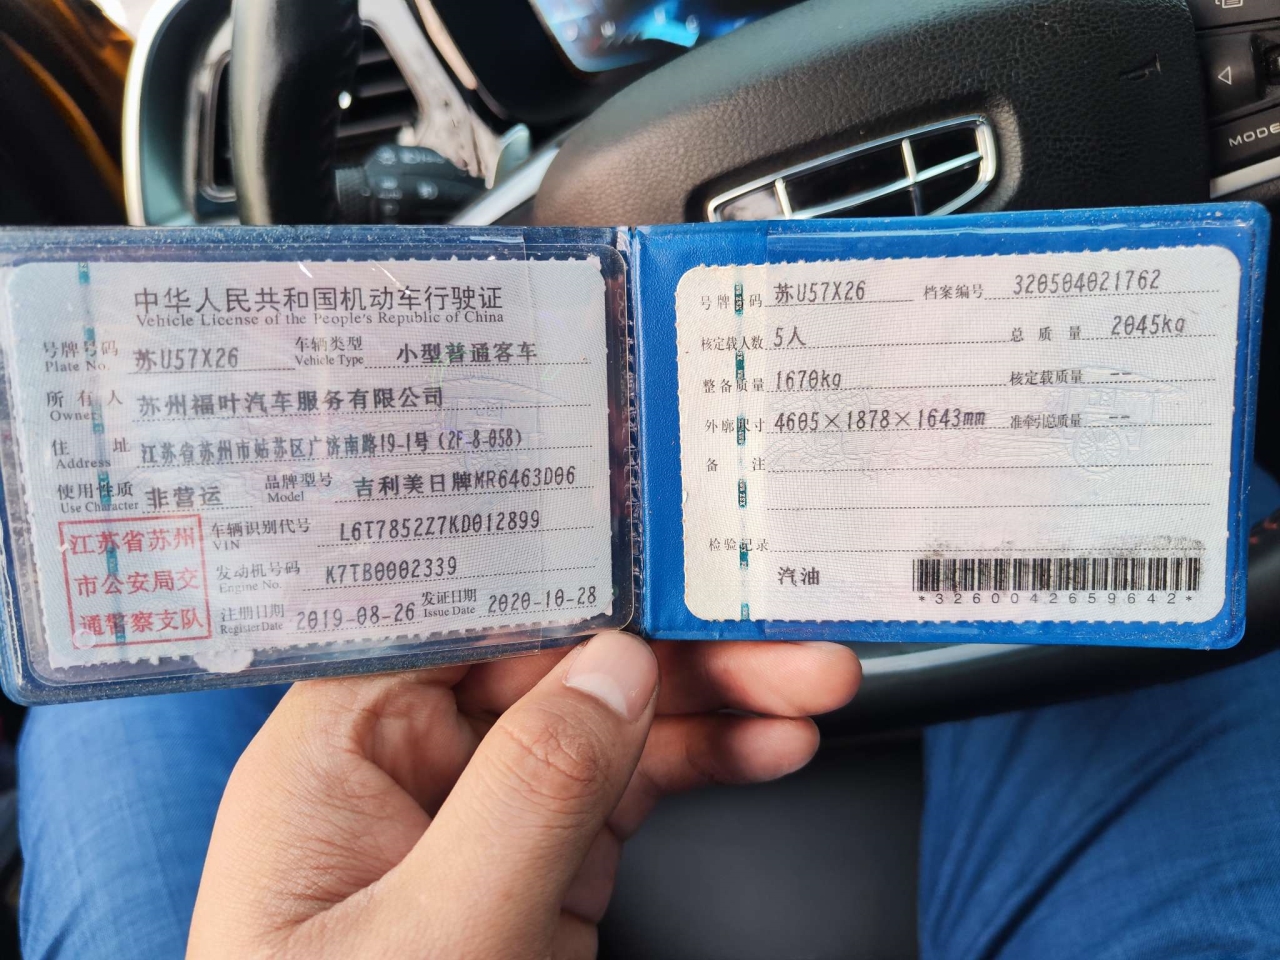 MODE
中华人民共和国机动车行驶证
Vehicle License of the People's Republic of China
号牌号码 苏U57X26 车辆类型 小型普通客车
Plate No. Vehicle Type
所有人 苏州福叶汽车服务有限公司
Owner
住址 江苏省苏州市姑苏区广济南路19-1号(2F-8-058)
Address
使用性质 非营运 品牌型号 吉利美日牌MR6463D06
Use Character Model
江苏省苏州
市公安局交
通警察支队
车辆识别代号 L6T7852Z7KD012899
VIN
发动机号码 K7TB0002339
Engine No.
注册日期 2019-08-26 发证日期 2020-10-28
Register Date Issue Date
号牌号码 苏U57X26 档案编号 320504021762
核定载人数 5人 总质量 2045kg
整备质量 1670kg 核定载质量 --
外廓尺寸 4605×1878×1643mm 准牵引总质量 --
备注
检验记录
汽油
*3260042659642*